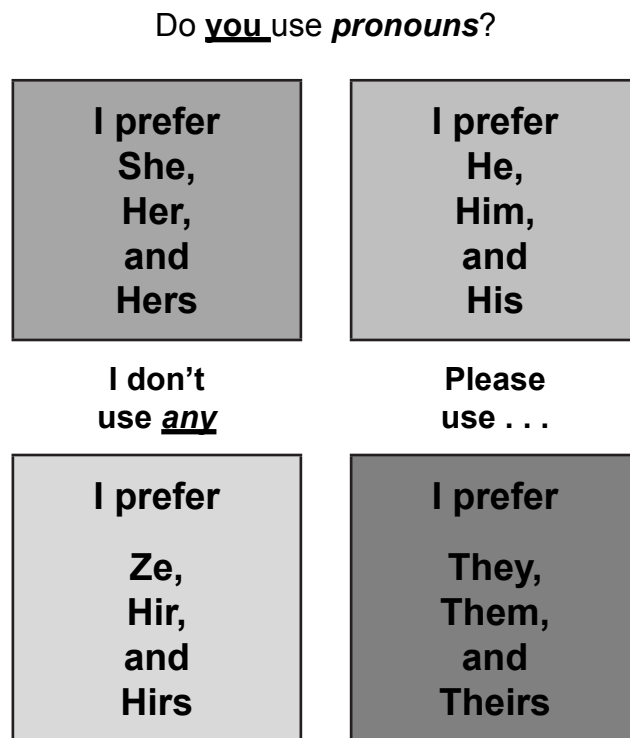 Do you use pronouns?
I prefer
She,
Her,
and
Hers
I prefer
He,
Him,
and
His
I don’t
use any
Please
use . . .
I prefer
Ze,
Hir,
and
Hirs
I prefer
They,
Them,
and
Theirs